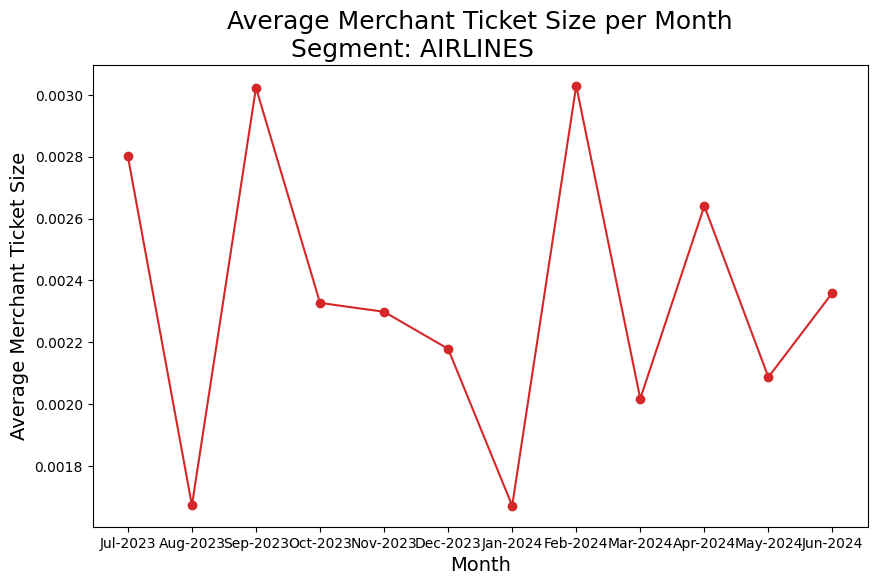 Average Merchant Ticket Size per Month
Segment: AIRLINES
Average Merchant Ticket Size
0.0030
0.0028
0.0026
0.0024
0.0022
0.0020
0.0018
Jul-2023 Aug-2023 Sep-2023 Oct-2023 Nov-2023 Dec-2023 Jan-2024 Feb-2024 Mar-2024 Apr-2024 May-2024 Jun-2024
Month